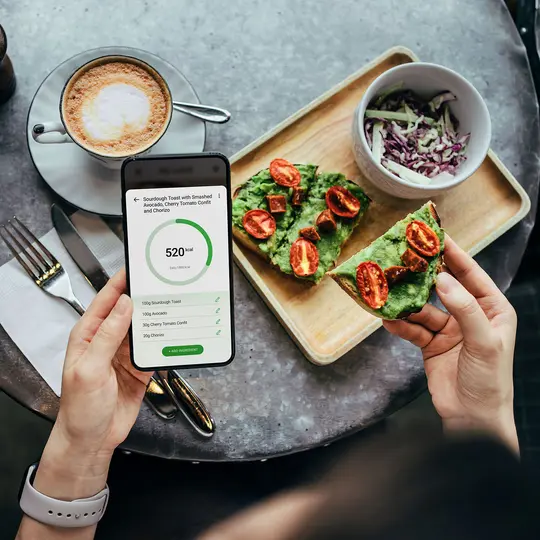 Sourdough Toast with Smashed
Avocado, Cherry Tomato Confit
and Chorizo
520 kcal
100g Sourdough Toast
100g Avocado
30g Cherry Tomato Confit
20g Chorizo